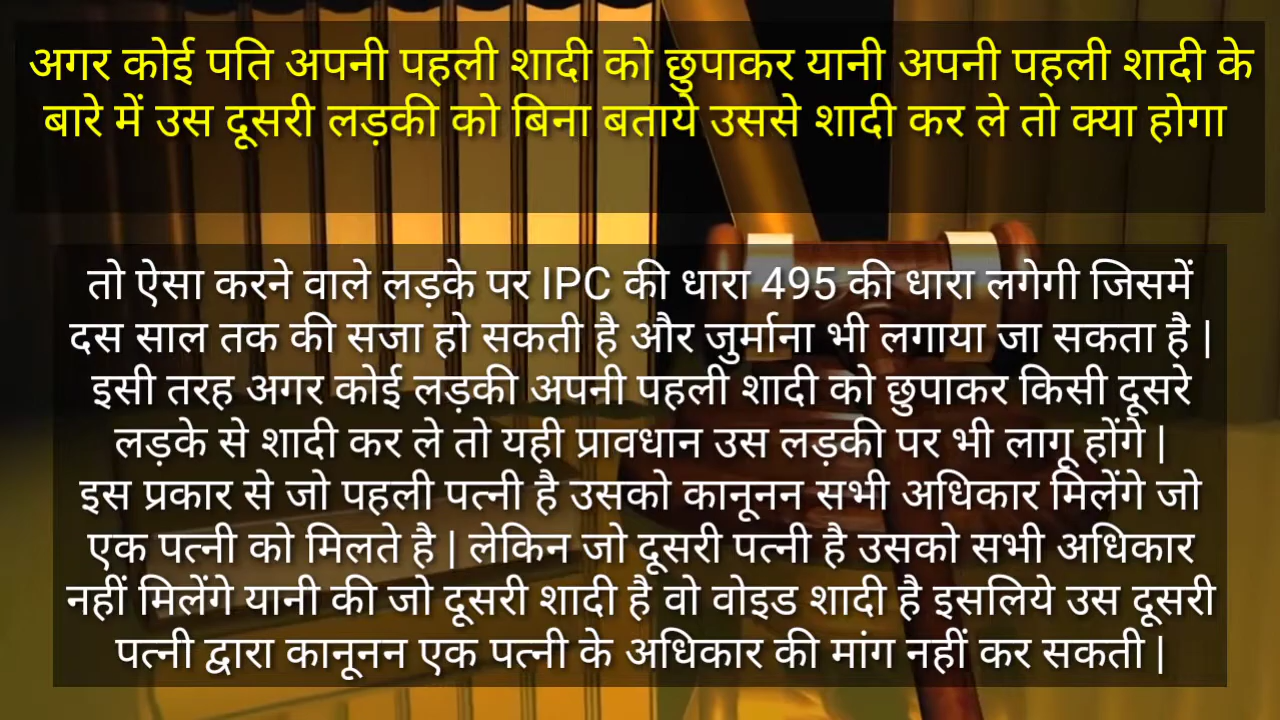 अगर कोई पति अपनी पहली शादी को छुपाकर यानी अपनी पहली शादी के
बारे में उस दूसरी लड़की को बिना बताये उससे शादी कर ले तो क्या होगा
तो ऐसा करने वाले लड़के पर IPC की धारा 495 की धारा लगेगी जिसमें
दस साल तक की सजा हो सकती है और जुर्माना भी लगाया जा सकता है |
इसी तरह अगर कोई लड़की अपनी पहली शादी को छुपाकर किसी दूसरे
लड़के से शादी कर ले तो यही प्रावधान उस लड़की पर भी लागू होंगे |
इस प्रकार से जो पहली पत्नी है उसको कानूनन सभी अधिकार मिलेंगे जो
एक पत्नी को मिलते है | लेकिन जो दूसरी पत्नी है उसको सभी अधिकार
नहीं मिलेंगे यानी की जो दूसरी शादी है वो वोइड शादी है इसलिये उस दूसरी
पत्नी द्वारा कानूनन एक पत्नी के अधिकार की मांग नहीं कर सकती |